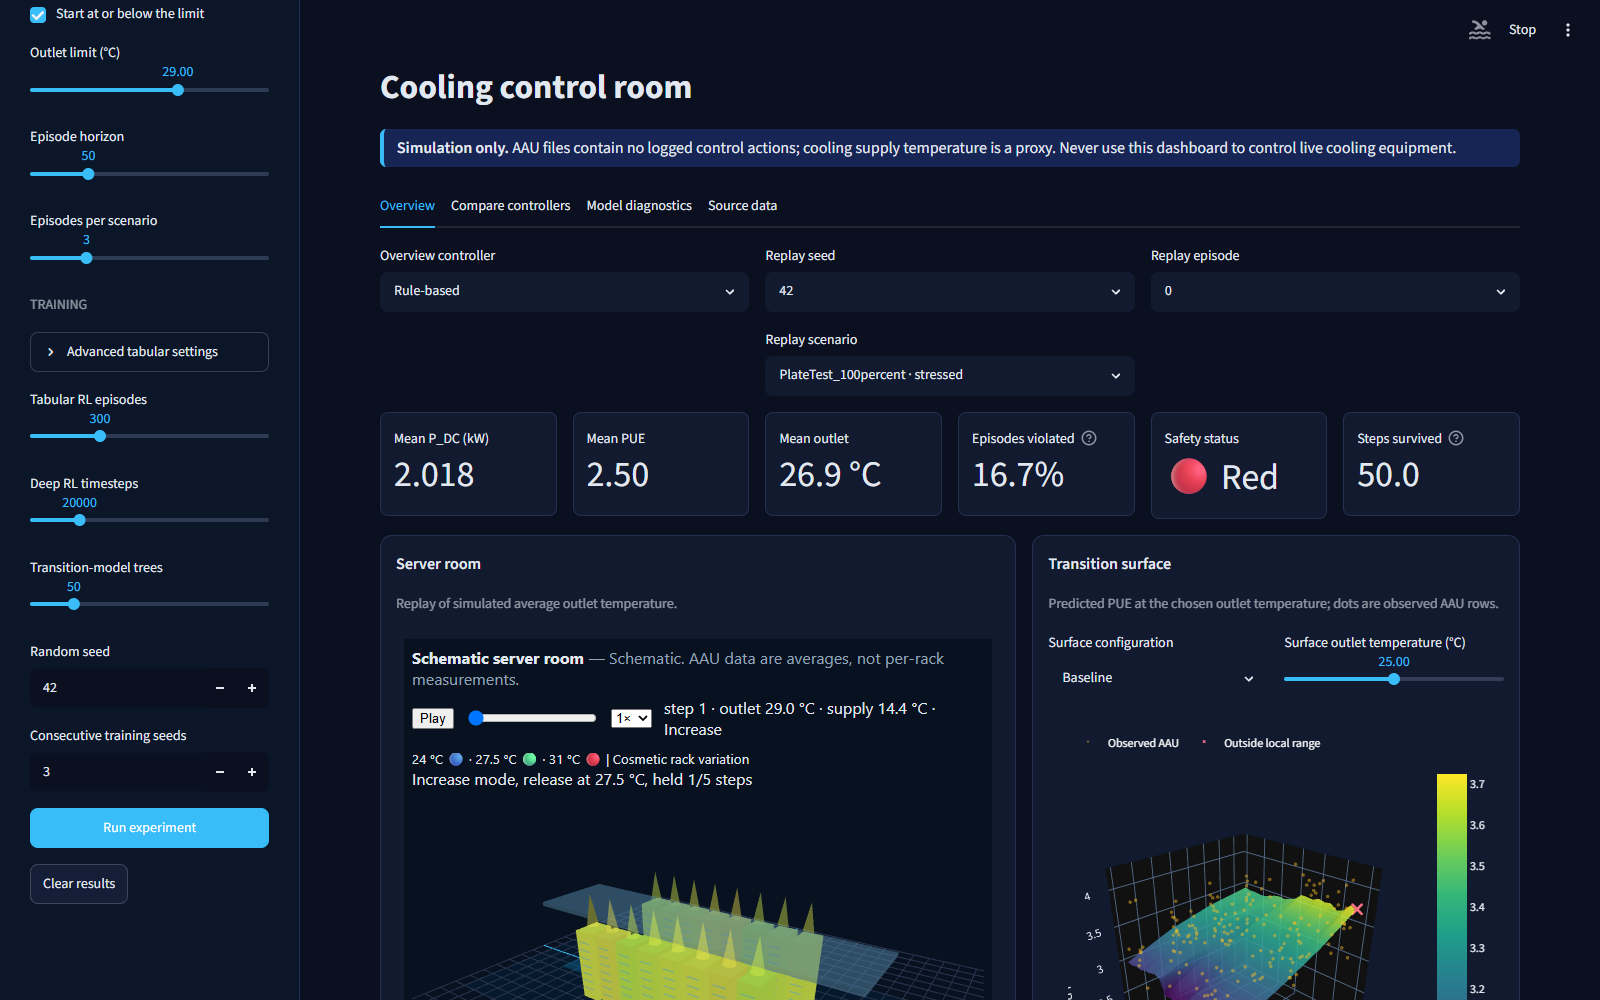 Start at or below the limit
Outlet limit (°C)
29.00
Episode horizon
50
Episodes per scenario
3
TRAINING
Advanced tabular settings
Tabular RL episodes
300
Deep RL timesteps
20000
Transition-model trees
50
Random seed
42
Consecutive training seeds
3
Run experiment
Clear results
Stop
Cooling control room
Simulation only. AAU files contain no logged control actions; cooling supply temperature is a proxy. Never use this dashboard to control live cooling equipment.
Overview Compare controllers Model diagnostics Source data
Overview controller
Rule-based
Replay seed
42
Replay episode
0
Replay scenario
PlateTest_100percent · stressed
Mean P_DC (kW)
2.018
Mean PUE
2.50
Mean outlet
26.9 °C
Episodes violated
16.7%
Safety status
Red
Steps survived
50.0
Server room
Replay of simulated average outlet temperature.
Schematic server room — Schematic. AAU data are averages, not per-rack
measurements.
Play
1×
step 1 · outlet 29.0 °C · supply 14.4 °C ·
Increase
24 °C · 27.5 °C · 31 °C | Cosmetic rack variation
Increase mode, release at 27.5 °C, held 1/5 steps
Transition surface
Predicted PUE at the chosen outlet temperature; dots are observed AAU rows.
Surface configuration
Baseline
Surface outlet temperature (°C)
25.00
Observed AAU
Outside local range
3.7
3.6
3.5
3.4
3.3
3.2
4
3.5
3